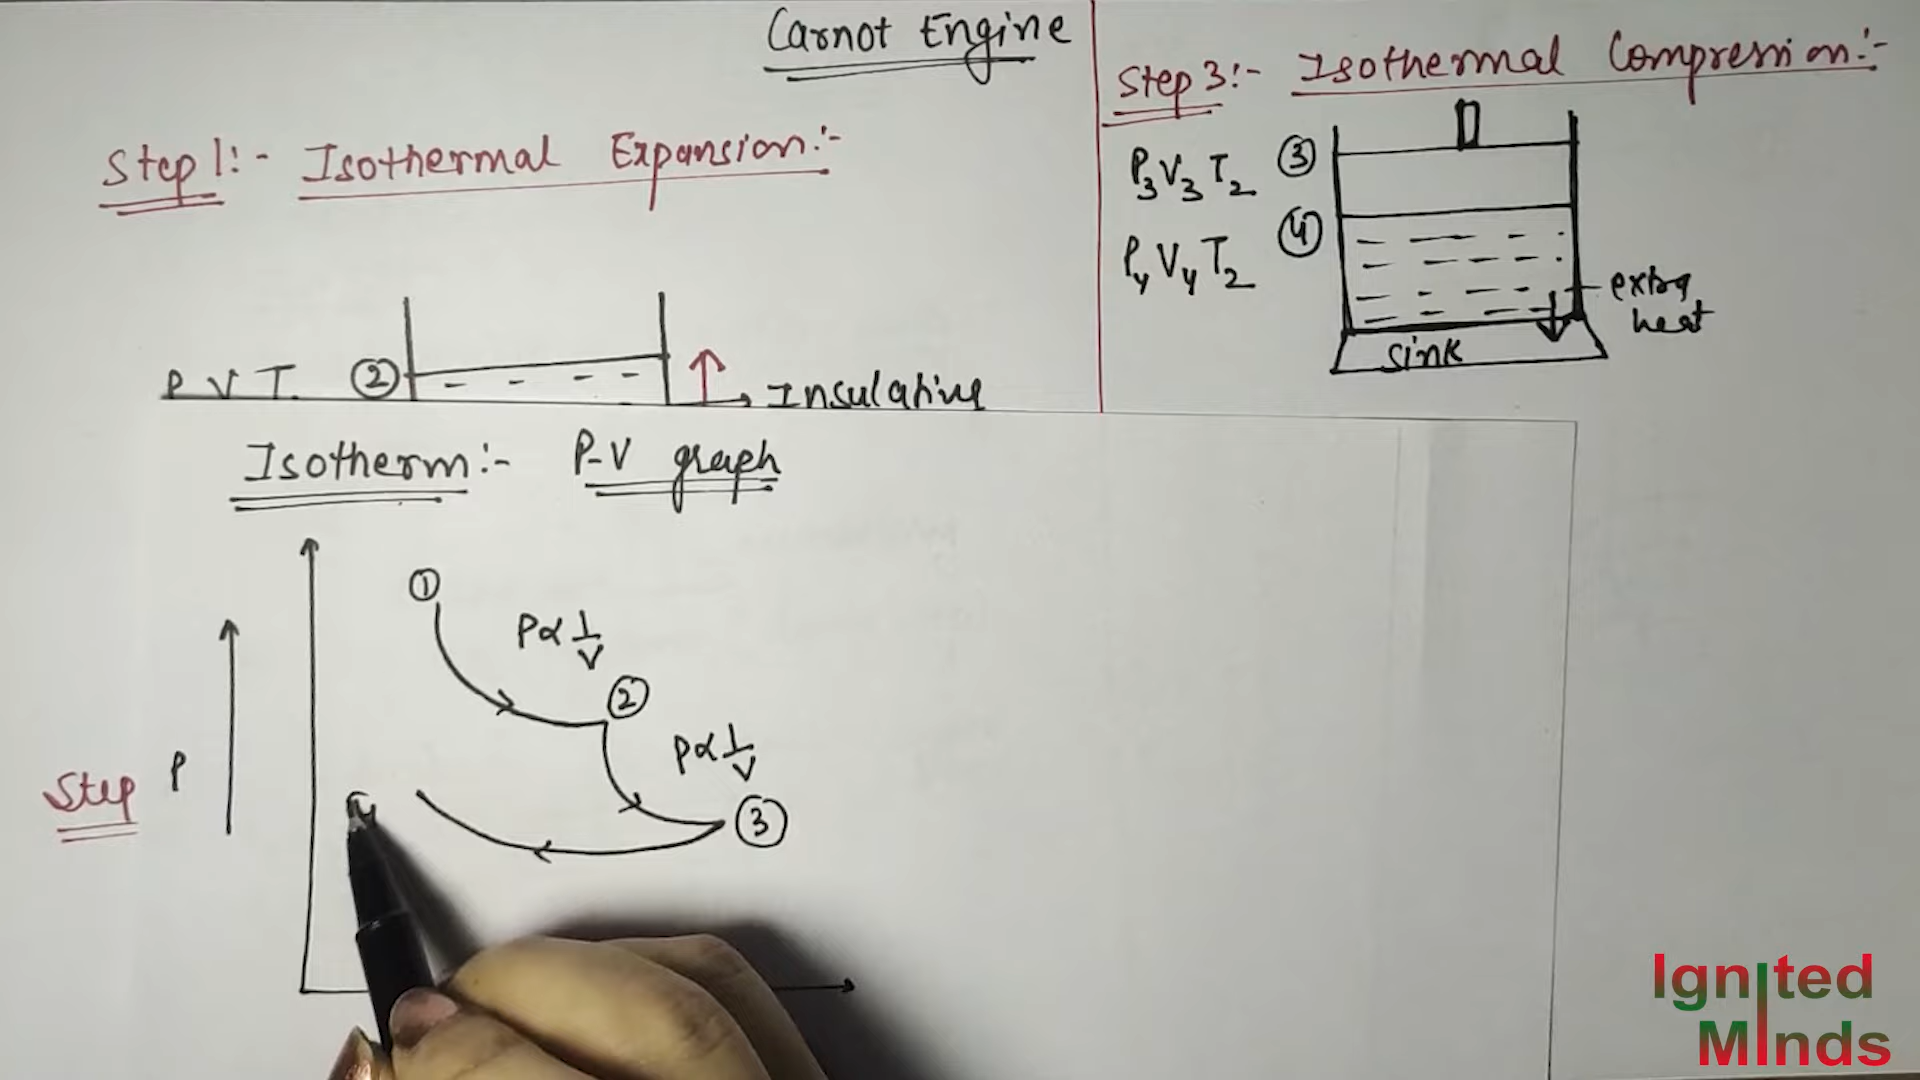 Carnot Engine
Step 1:- Isothermal Expansion:-
P V T. ②
Insulative
Step 3:- Isothermal Compression:-
P₃V₃T₂ ③
P₄V₄T₂ ④
extra
heat
Sink
Isotherm:- P-V graph
①
P∝1/V
②
P∝1/V
③
Step
P
Ignited
Minds